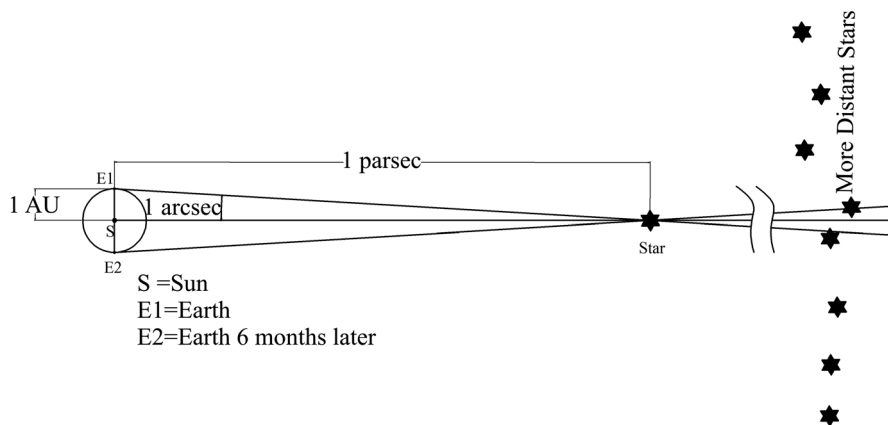 More Distant Stars
1 parsec
E1
1 AU
1 arcsec
S
Star
E2
S =Sun
E1=Earth
E2=Earth 6 months later